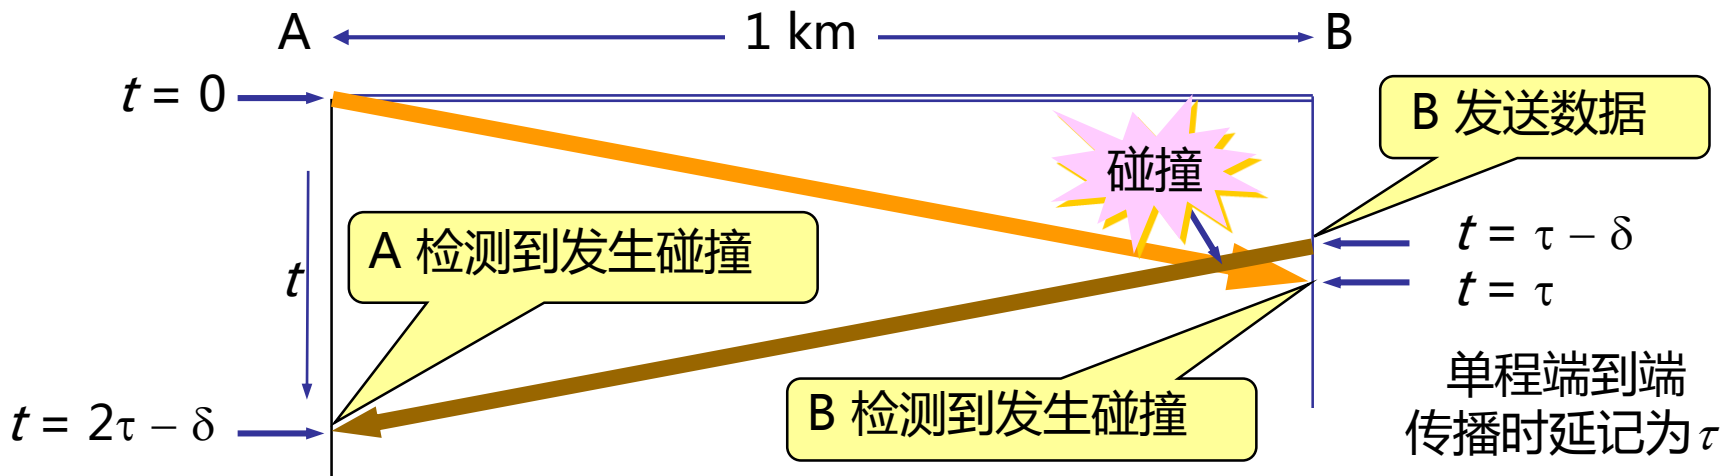 A
1 km
B
t = 0
B 发送数据
碰撞
t = τ − δ
A 检测到发生碰撞
t
t = τ
单程端到端
传播时延记为 τ
B 检测到发生碰撞
t = 2τ − δ